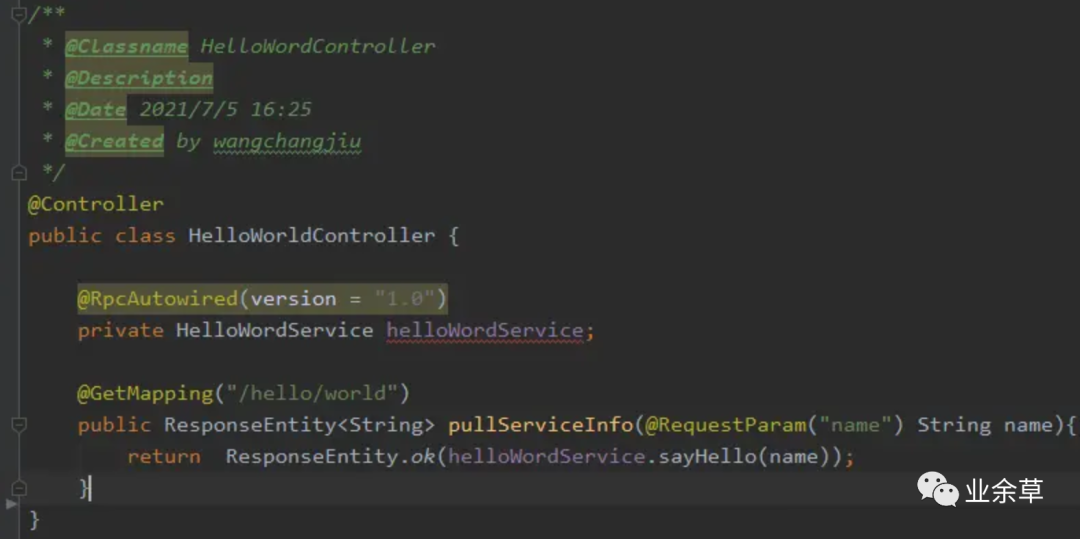 /**
 * @Classname HelloWordController
 * @Description
 * @Date 2021/7/5 16:25
 * @Created by wangchangjiu
 */
@Controller
public class HelloWorldController {
    @RpcAutowired(version = "1.0")
    private HelloWordService helloWordService;
    @GetMapping("/hello/world")
    public ResponseEntity<String> pullServiceInfo(@RequestParam("name") String name){
        return  ResponseEntity.ok(helloWordService.sayHello(name));
    }
}
业余草